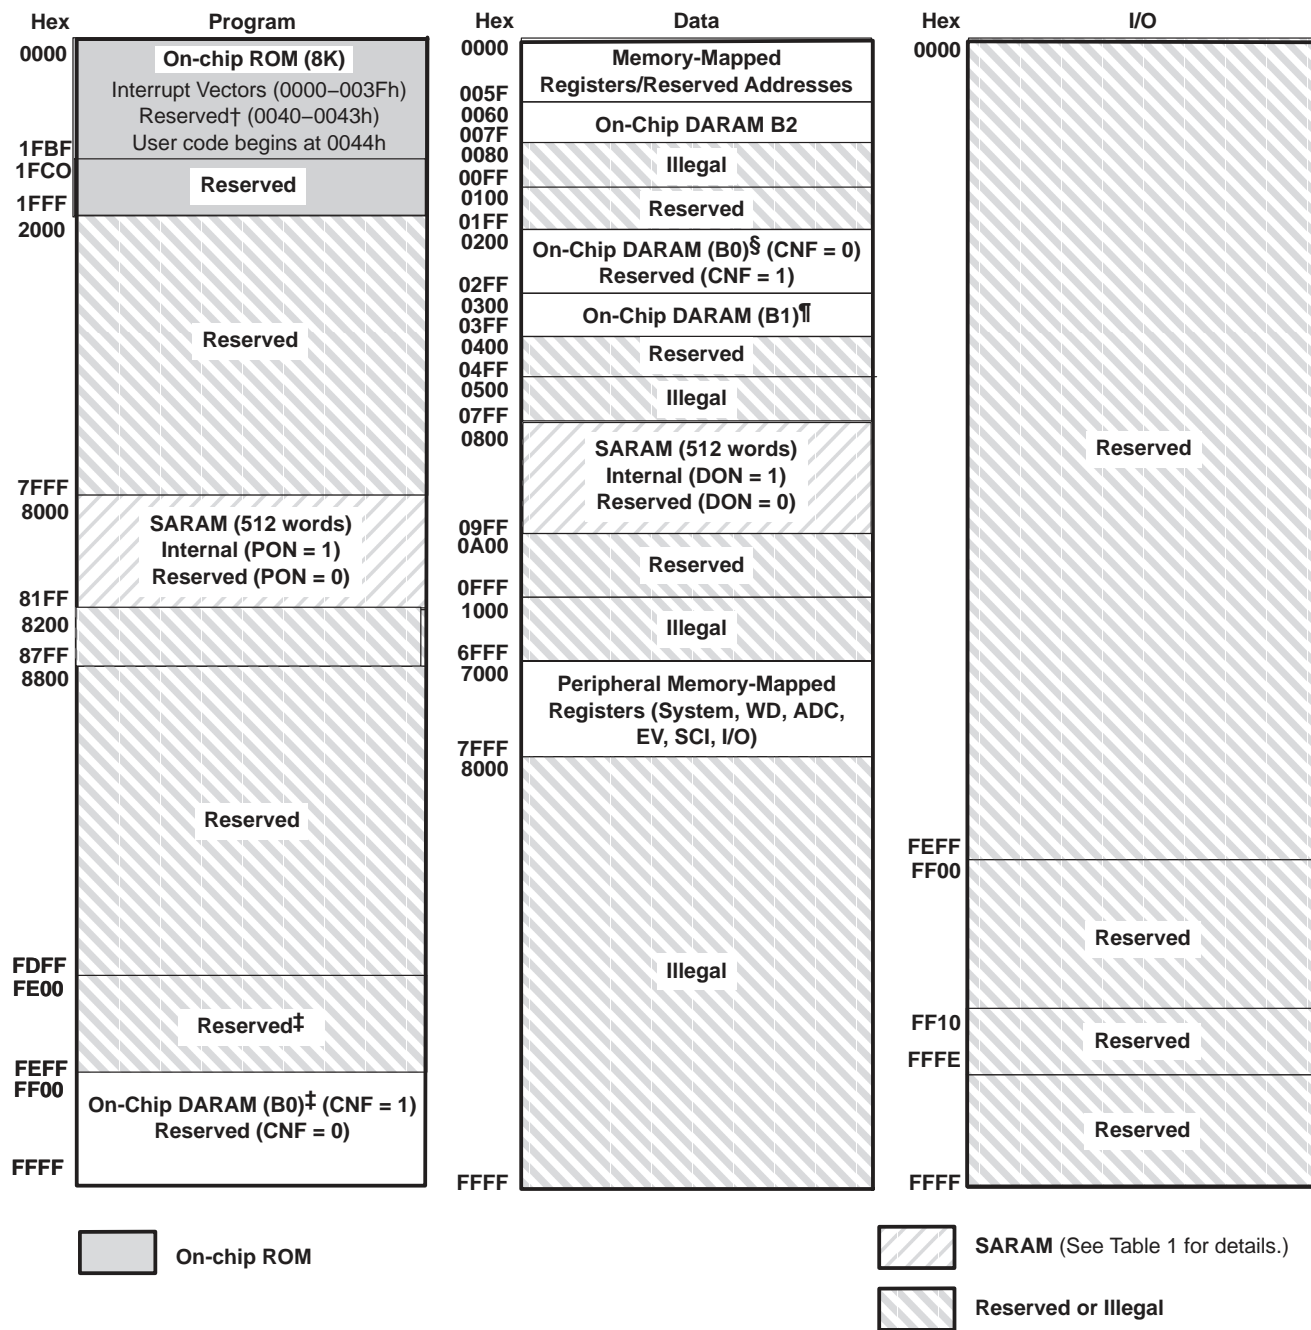 Hex Program
0000
On-chip ROM (8K)
Interrupt Vectors (0000–003Fh)
Reserved† (0040–0043h)
User code begins at 0044h
1FBF
1FCO
Reserved
1FFF
2000
Reserved
7FFF
8000
SARAM (512 words)
Internal (PON = 1)
Reserved (PON = 0)
81FF
8200
87FF
8800
Reserved
FDFF
FE00
Reserved‡
FEFF
FF00
On-Chip DARAM (B0)‡ (CNF = 1)
Reserved (CNF = 0)
FFFF
Hex Data
0000
Memory-Mapped
Registers/Reserved Addresses
005F
0060
On-Chip DARAM B2
007F
0080
Illegal
00FF
0100
Reserved
01FF
0200
On-Chip DARAM (B0)§ (CNF = 0)
Reserved (CNF = 1)
02FF
0300
On-Chip DARAM (B1)¶
03FF
0400
Reserved
04FF
0500
Illegal
07FF
0800
SARAM (512 words)
Internal (DON = 1)
Reserved (DON = 0)
09FF
0A00
Reserved
0FFF
1000
Illegal
6FFF
7000
Peripheral Memory-Mapped
Registers (System, WD, ADC,
EV, SCI, I/O)
7FFF
8000
Illegal
FFFF
Hex I/O
0000
Reserved
FEFF
FF00
Reserved
FF10
Reserved
FFFE
Reserved
FFFF
On-chip ROM
SARAM (See Table 1 for details.)
Reserved or Illegal